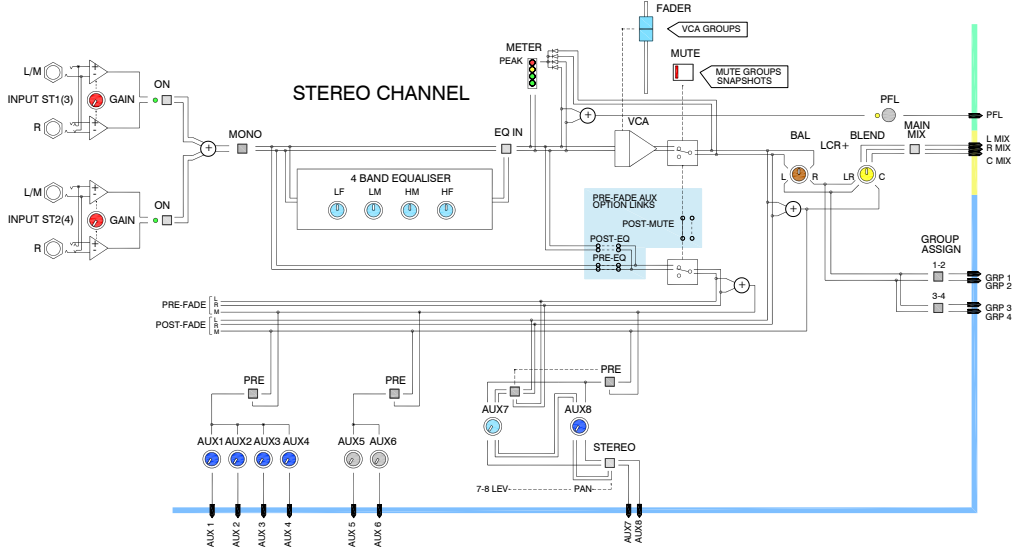 FADER
VCA GROUPS
METER
PEAK
MUTE
MUTE GROUPS
SNAPSHOTS
L/M
ON
INPUT ST1(3)
GAIN
R
STEREO CHANNEL
PFL
PFL
VCA
MONO
EQ IN
BAL
BLEND
LCR+
MAIN
MIX
L MIX
R MIX
C MIX
L
R
LR
C
4 BAND EQUALISER
LF
LM
HM
HF
L/M
ON
INPUT ST2(4)
GAIN
R
PRE-FADE AUX
OPTION LINKS
POST-MUTE
POST-EQ
PRE-EQ
GROUP
ASSIGN
1-2
GRP 1
GRP 2
3-4
GRP 3
GRP 4
PRE-FADE
L
R
M
POST-FADE
L
R
M
PRE
PRE
PRE
AUX7
AUX8
AUX1
AUX2
AUX3
AUX4
AUX5
AUX6
STEREO
7-8 LEV
PAN
AUX 1
AUX 2
AUX 3
AUX 4
AUX 5
AUX 6
AUX7
AUX8